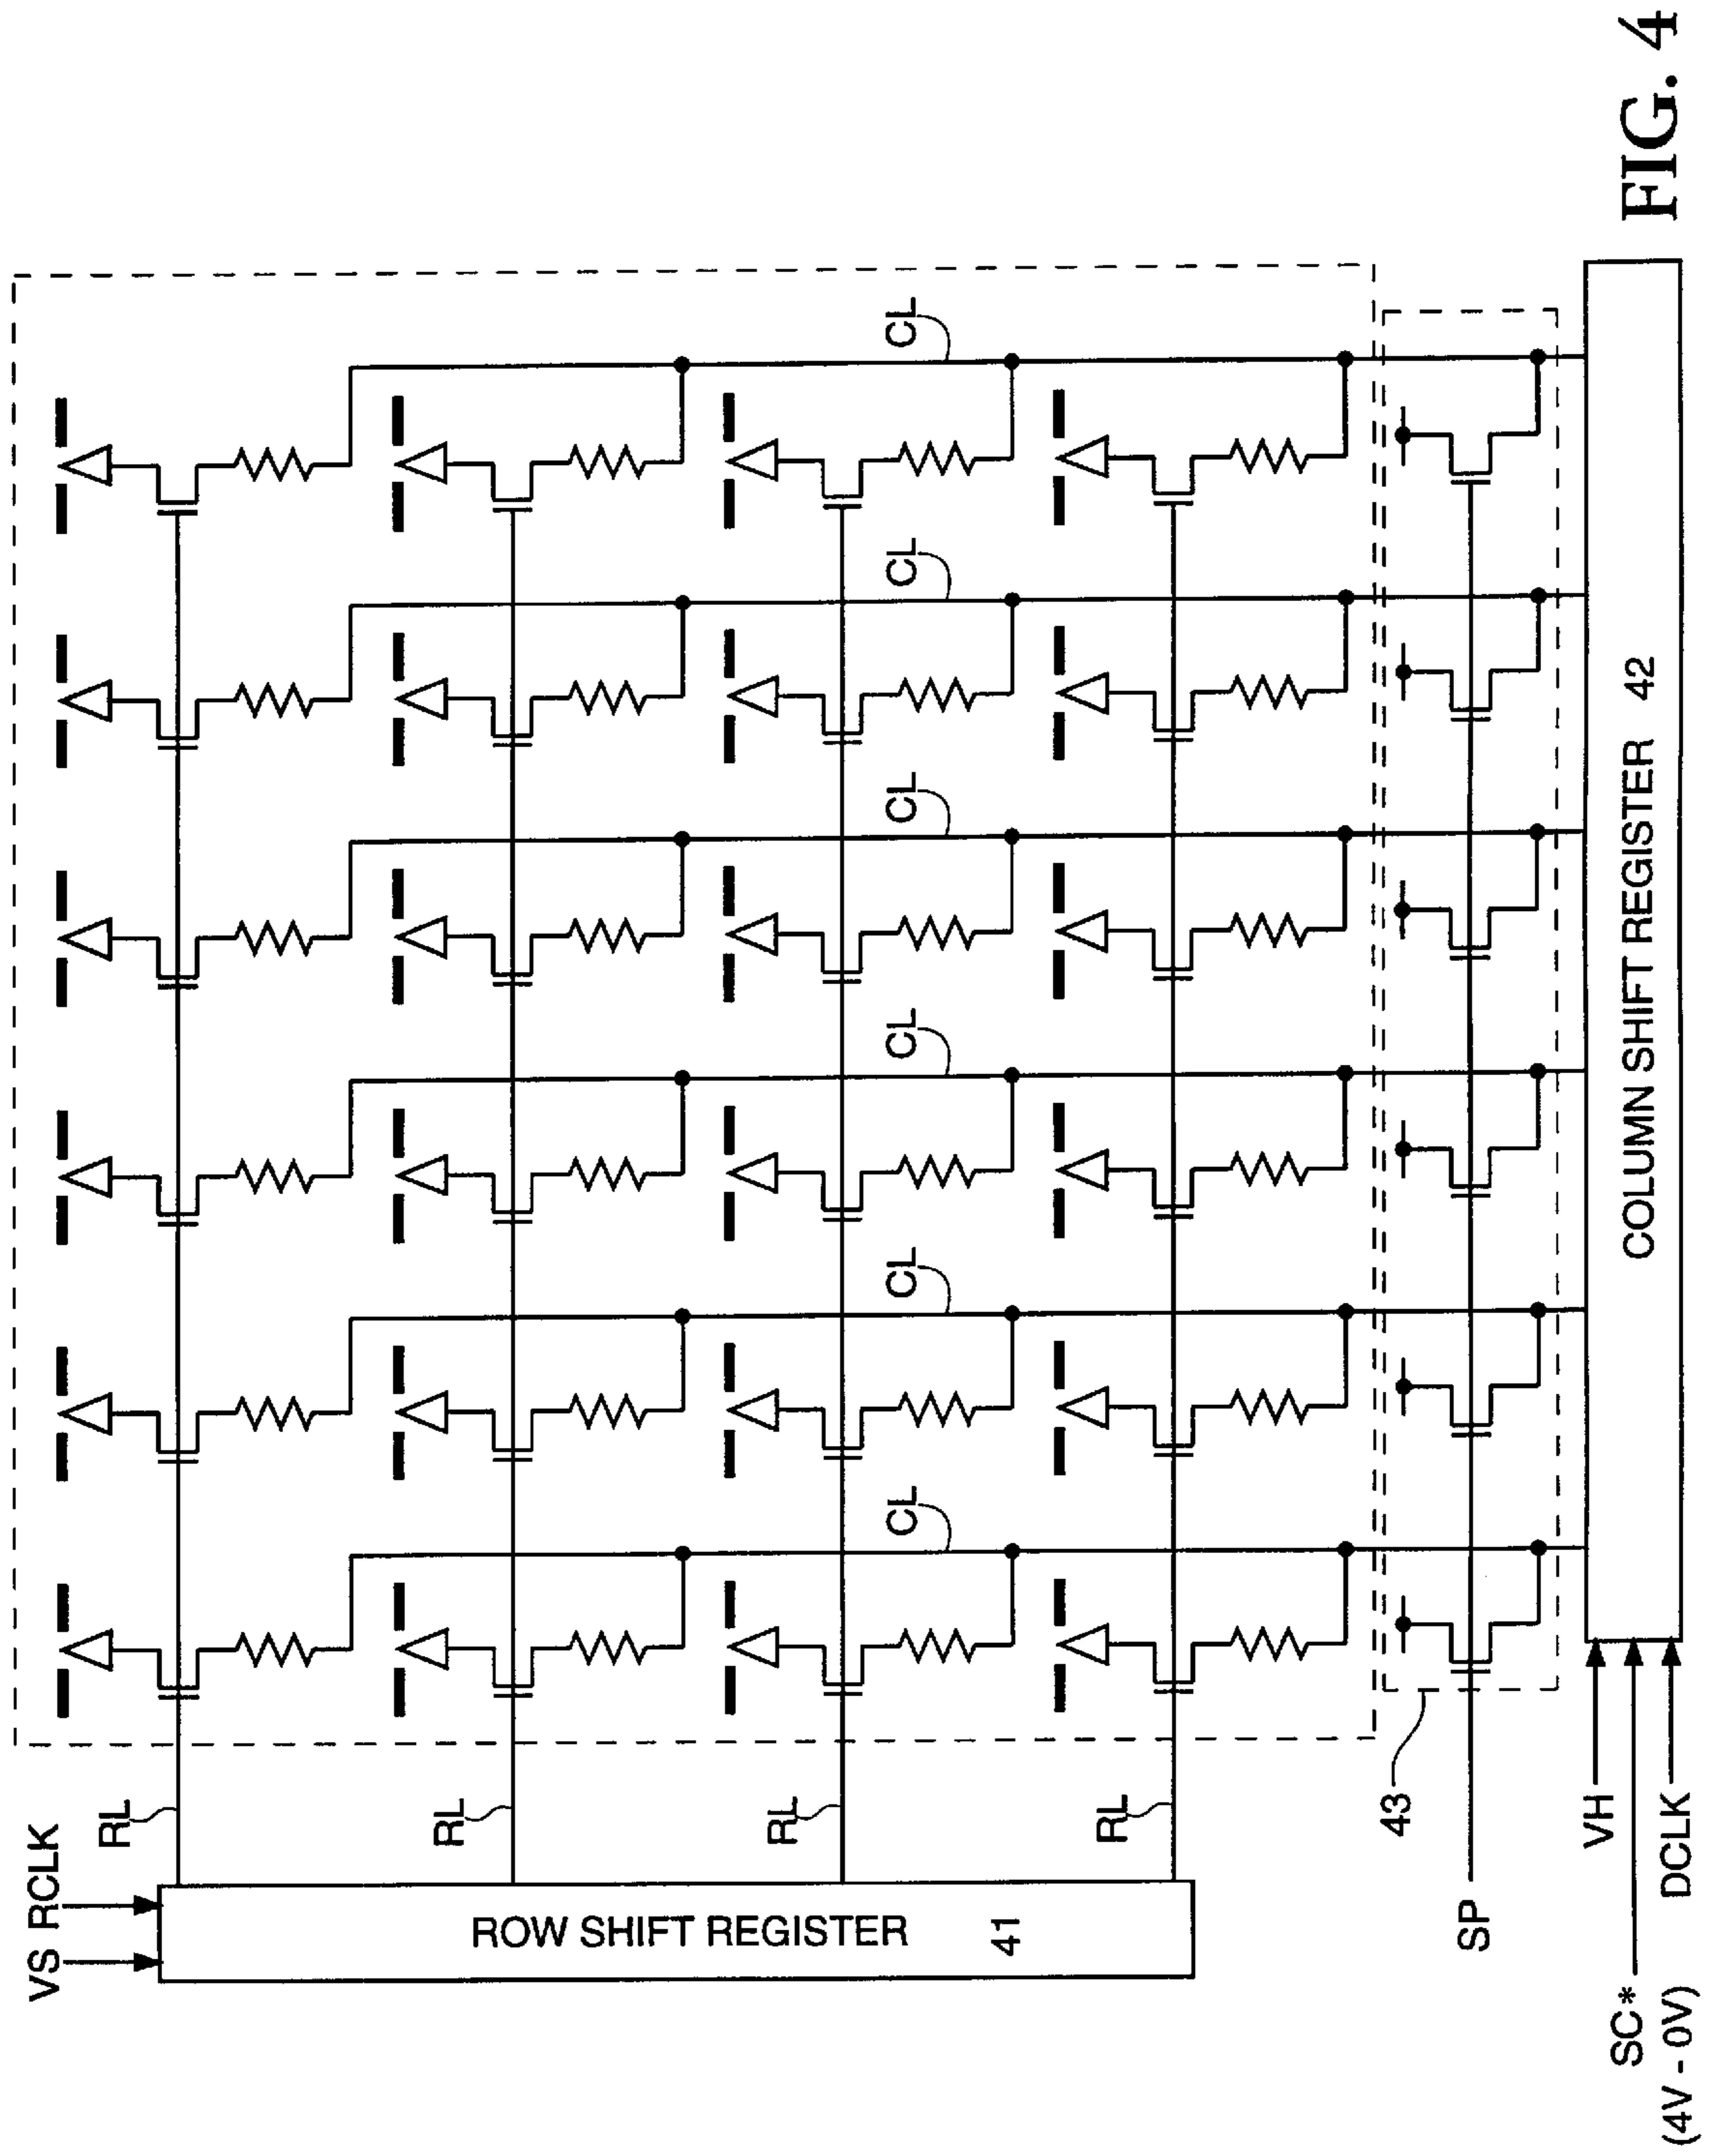 VS RCLK
RL
RL
ROW SHIFT REGISTER
41
RL
CL CL CL CL CL CL
RL
43
SP
VH
SC*
(4V - 0V)
DCLK
COLUMN SHIFT REGISTER 42
FIG. 4